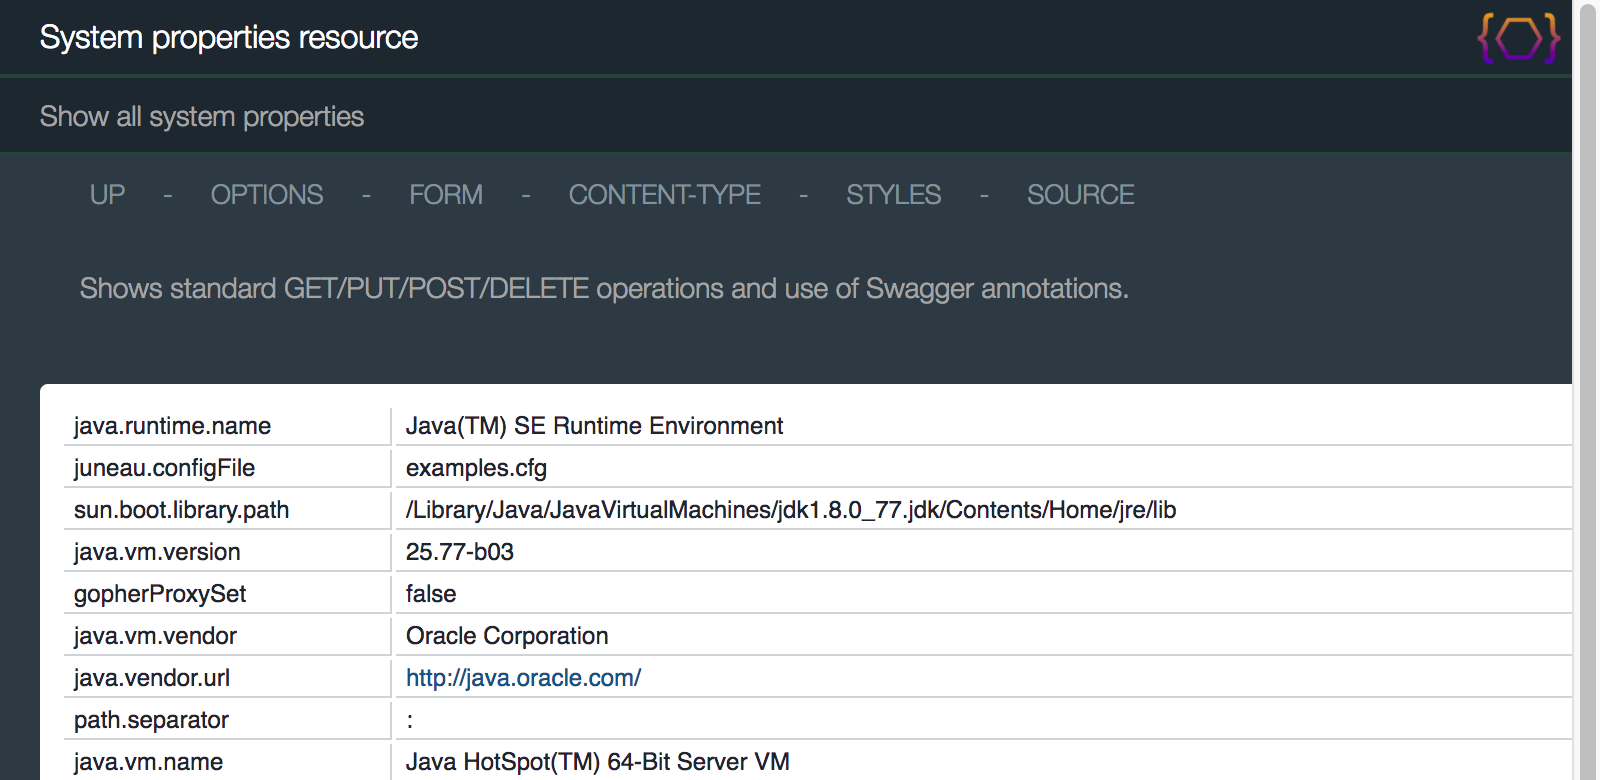 System properties resource
Show all system properties
UP - OPTIONS - FORM - CONTENT-TYPE - STYLES - SOURCE
Shows standard GET/PUT/POST/DELETE operations and use of Swagger annotations.
java.runtime.name Java(TM) SE Runtime Environment
juneau.configFile examples.cfg
sun.boot.library.path /Library/Java/JavaVirtualMachines/jdk1.8.0_77.jdk/Contents/Home/jre/lib
java.vm.version 25.77-b03
gopherProxySet false
java.vm.vendor Oracle Corporation
java.vendor.url http://java.oracle.com/
path.separator :
java.vm.name Java HotSpot(TM) 64-Bit Server VM